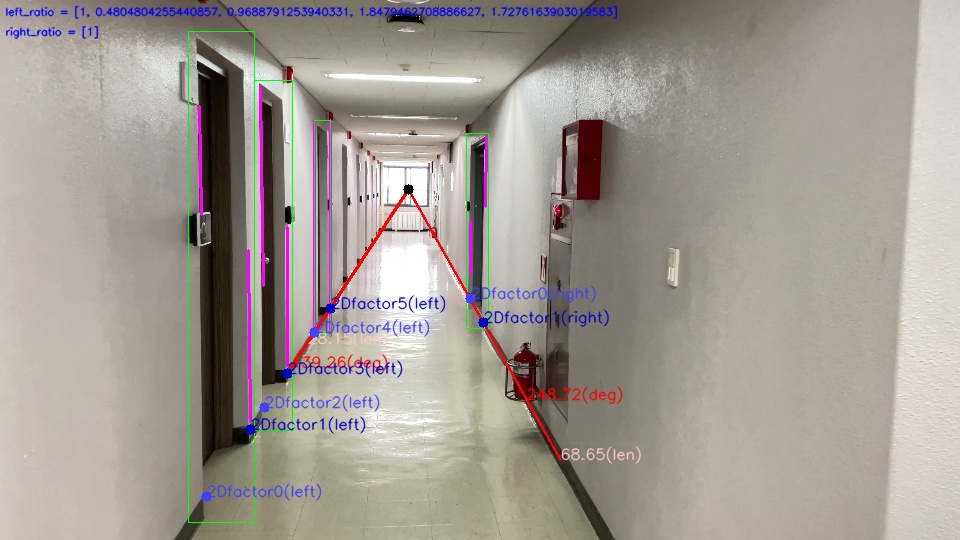 left_ratio = [1, 0.4804804255440857, 0.9688791253940331, 1.8479462708886627, 1.7276163903019583]
right_ratio = [1]
2Dfactor0(right)
2Dfactor5(left)
2Dfactor1(right)
2Dfactor4(left)
28.15(len)
39.26(deg)
2Dfactor3(left)
248.72(deg)
2Dfactor2(left)
2Dfactor1(left)
68.65(len)
2Dfactor0(left)